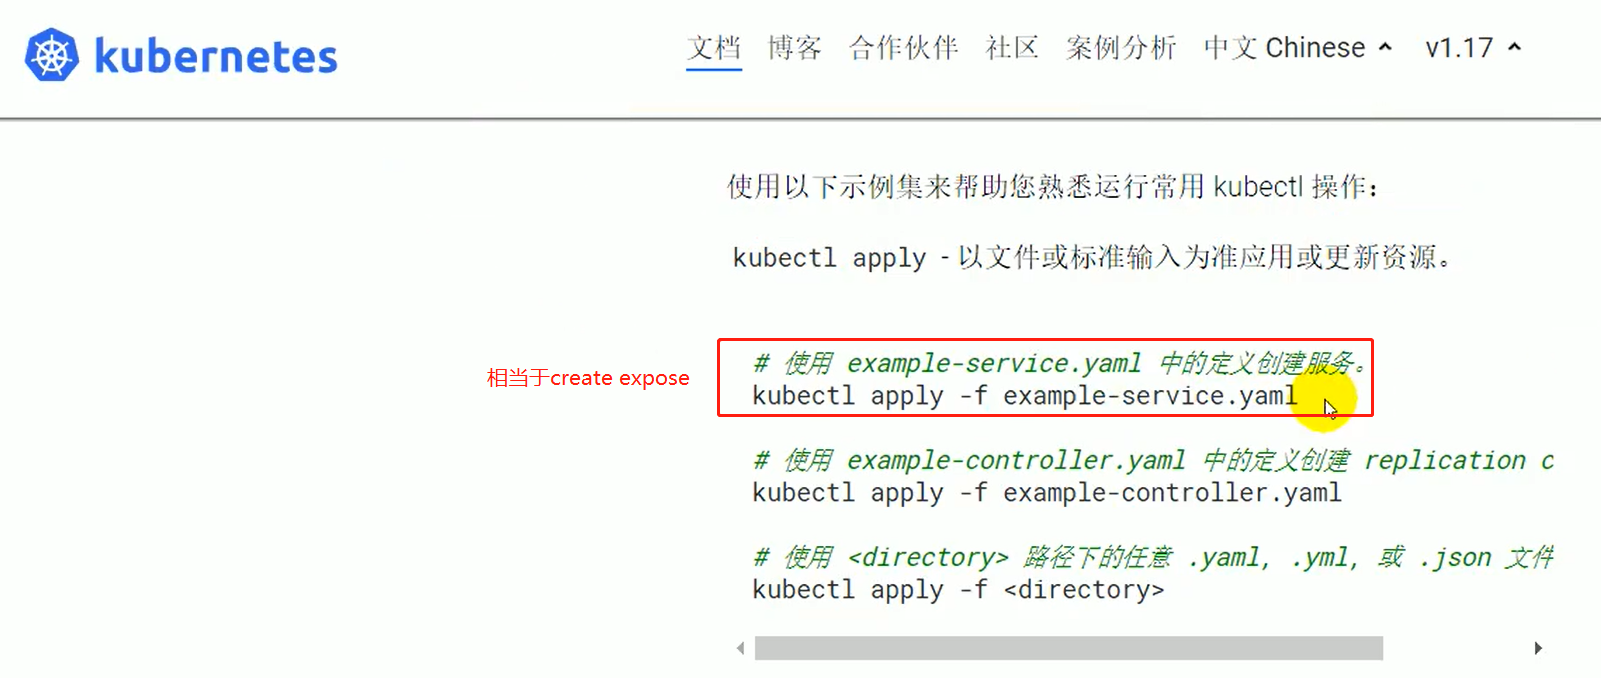 kubernetes
文档 博客 合作伙伴 社区 案例分析 中文 Chinese v1.17
使用以下示例集来帮助您熟悉运行常用 kubectl 操作：
kubectl apply - 以文件或标准输入为准应用或更新资源。
# 使用 example-service.yaml 中的定义创建服务。
相当于create expose
kubectl apply -f example-service.yaml
# 使用 example-controller.yaml 中的定义创建 replication c
kubectl apply -f example-controller.yaml
# 使用 <directory> 路径下的任意 .yaml, .yml, 或 .json 文件
kubectl apply -f <directory>